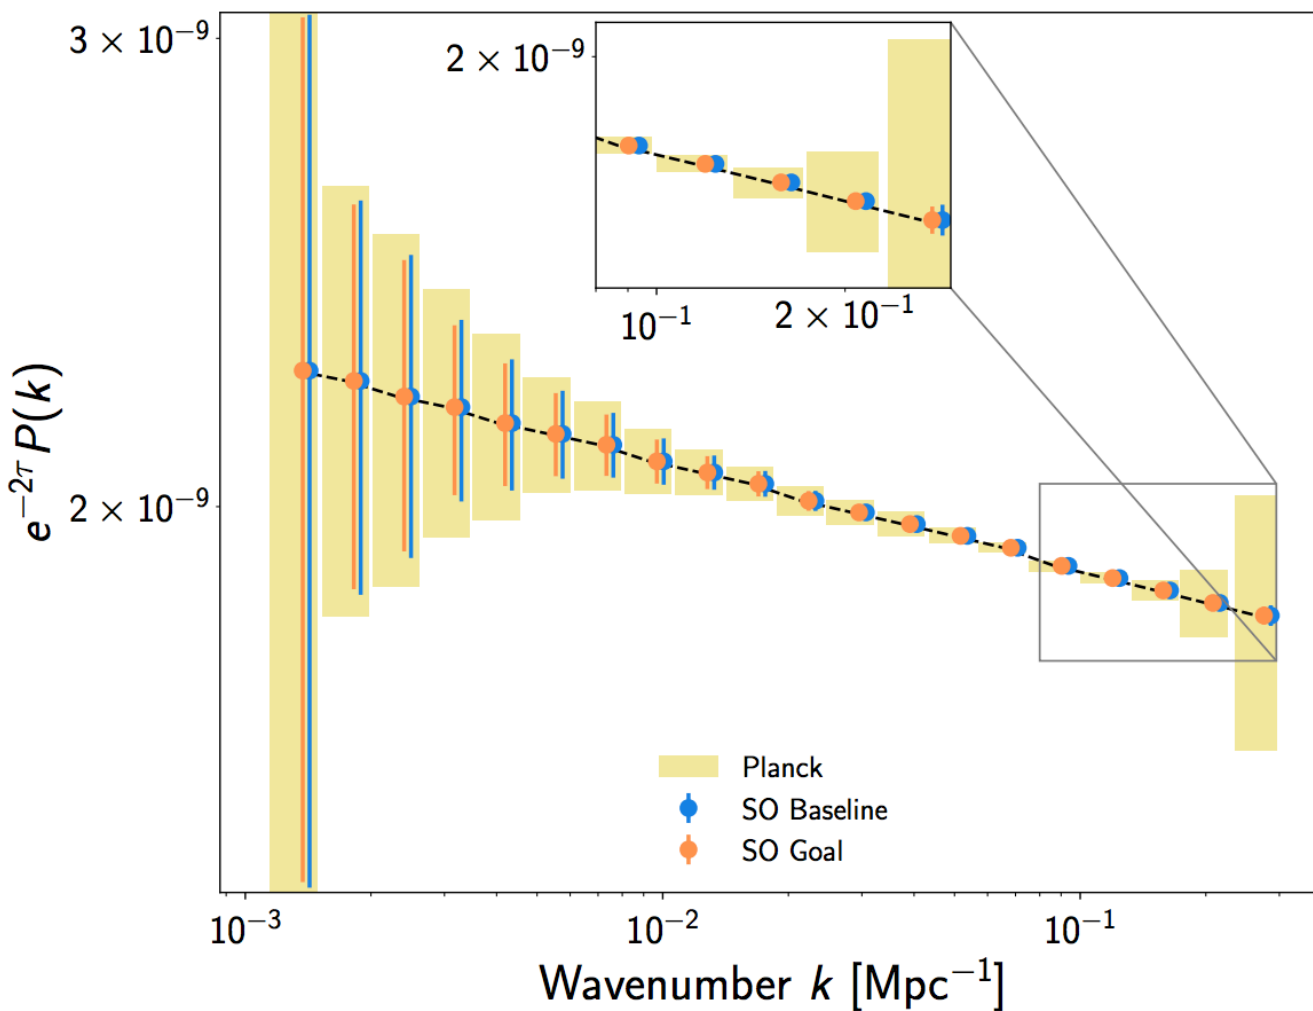 3 × 10⁻⁹
2 × 10⁻⁹
10⁻¹
2 × 10⁻¹
e⁻²τ P(k)
2 × 10⁻⁹
Planck
SO Baseline
SO Goal
10⁻³
10⁻²
10⁻¹
Wavenumber k [Mpc⁻¹]